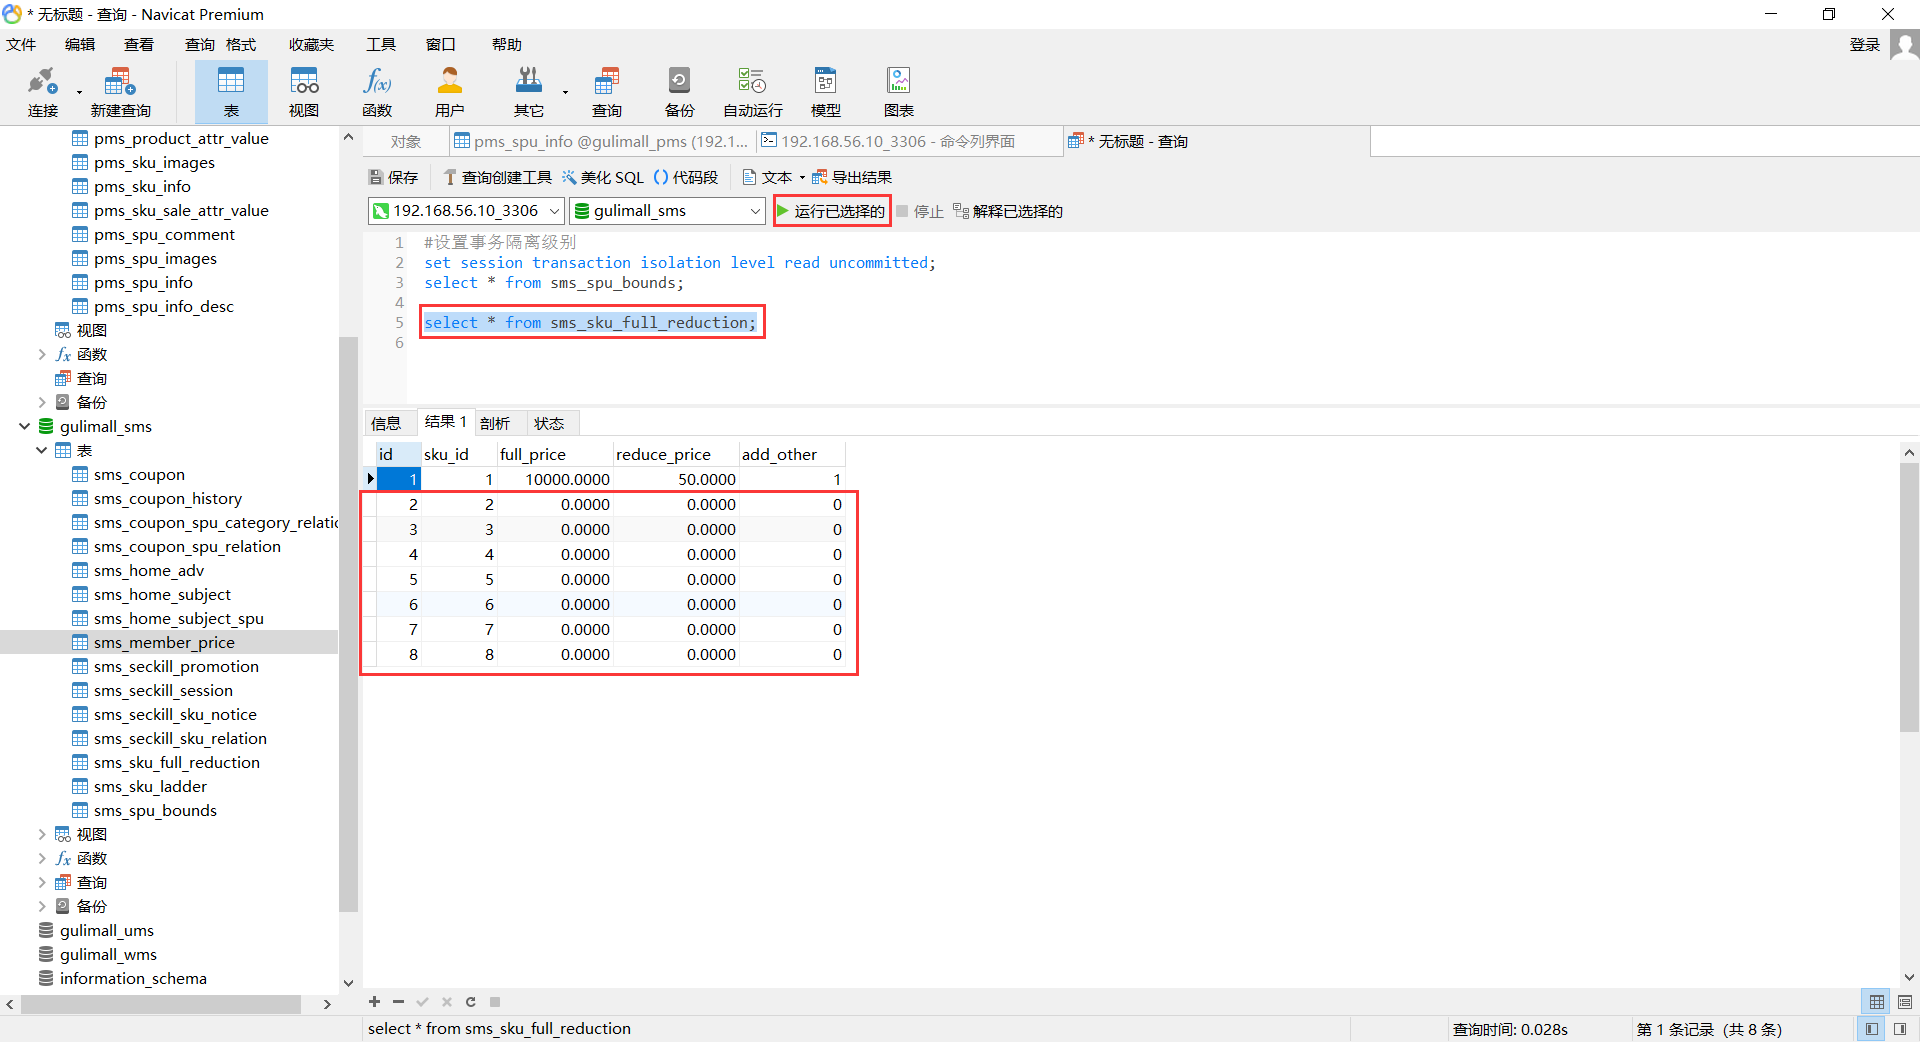 * 无标题 - 查询 - Navicat Premium
文件 编辑 查看 查询 格式 收藏夹 工具 窗口 帮助 登录
连接 新建查询 表 视图 函数 用户 其它 查询 备份 自动运行 模型 图表
对象 pms_spu_info @gulimall_pms (192.1... 192.168.56.10_3306 - 命令列界面 * 无标题 - 查询
保存 查询创建工具 美化 SQL () 代码段 文本 导出结果
192.168.56.10_3306 gulimall_sms 运行已选择的 停止 解释已选择的
pms_product_attr_value
pms_sku_images
pms_sku_info
pms_sku_sale_attr_value
pms_spu_comment
pms_spu_images
pms_spu_info
pms_spu_info_desc
视图
函数
查询
备份
gulimall_sms
表
sms_coupon
sms_coupon_history
sms_coupon_spu_category_relatic
sms_coupon_spu_relation
sms_home_adv
sms_home_subject
sms_home_subject_spu
sms_member_price
sms_seckill_promotion
sms_seckill_session
sms_seckill_sku_notice
sms_seckill_sku_relation
sms_sku_full_reduction
sms_sku_ladder
sms_spu_bounds
视图
函数
查询
备份
gulimall_ums
gulimall_wms
information_schema
1 #设置事务隔离级别
2 set session transaction isolation level read uncommitted;
3 select * from sms_spu_bounds;
4
5 select * from sms_sku_full_reduction;
6
信息 结果 1 剖析 状态
id sku_id full_price reduce_price add_other
1 1 10000.0000 50.0000 1
2 2 0.0000 0.0000 0
3 3 0.0000 0.0000 0
4 4 0.0000 0.0000 0
5 5 0.0000 0.0000 0
6 6 0.0000 0.0000 0
7 7 0.0000 0.0000 0
8 8 0.0000 0.0000 0
select * from sms_sku_full_reduction 查询时间: 0.028s 第 1 条记录 (共 8 条)